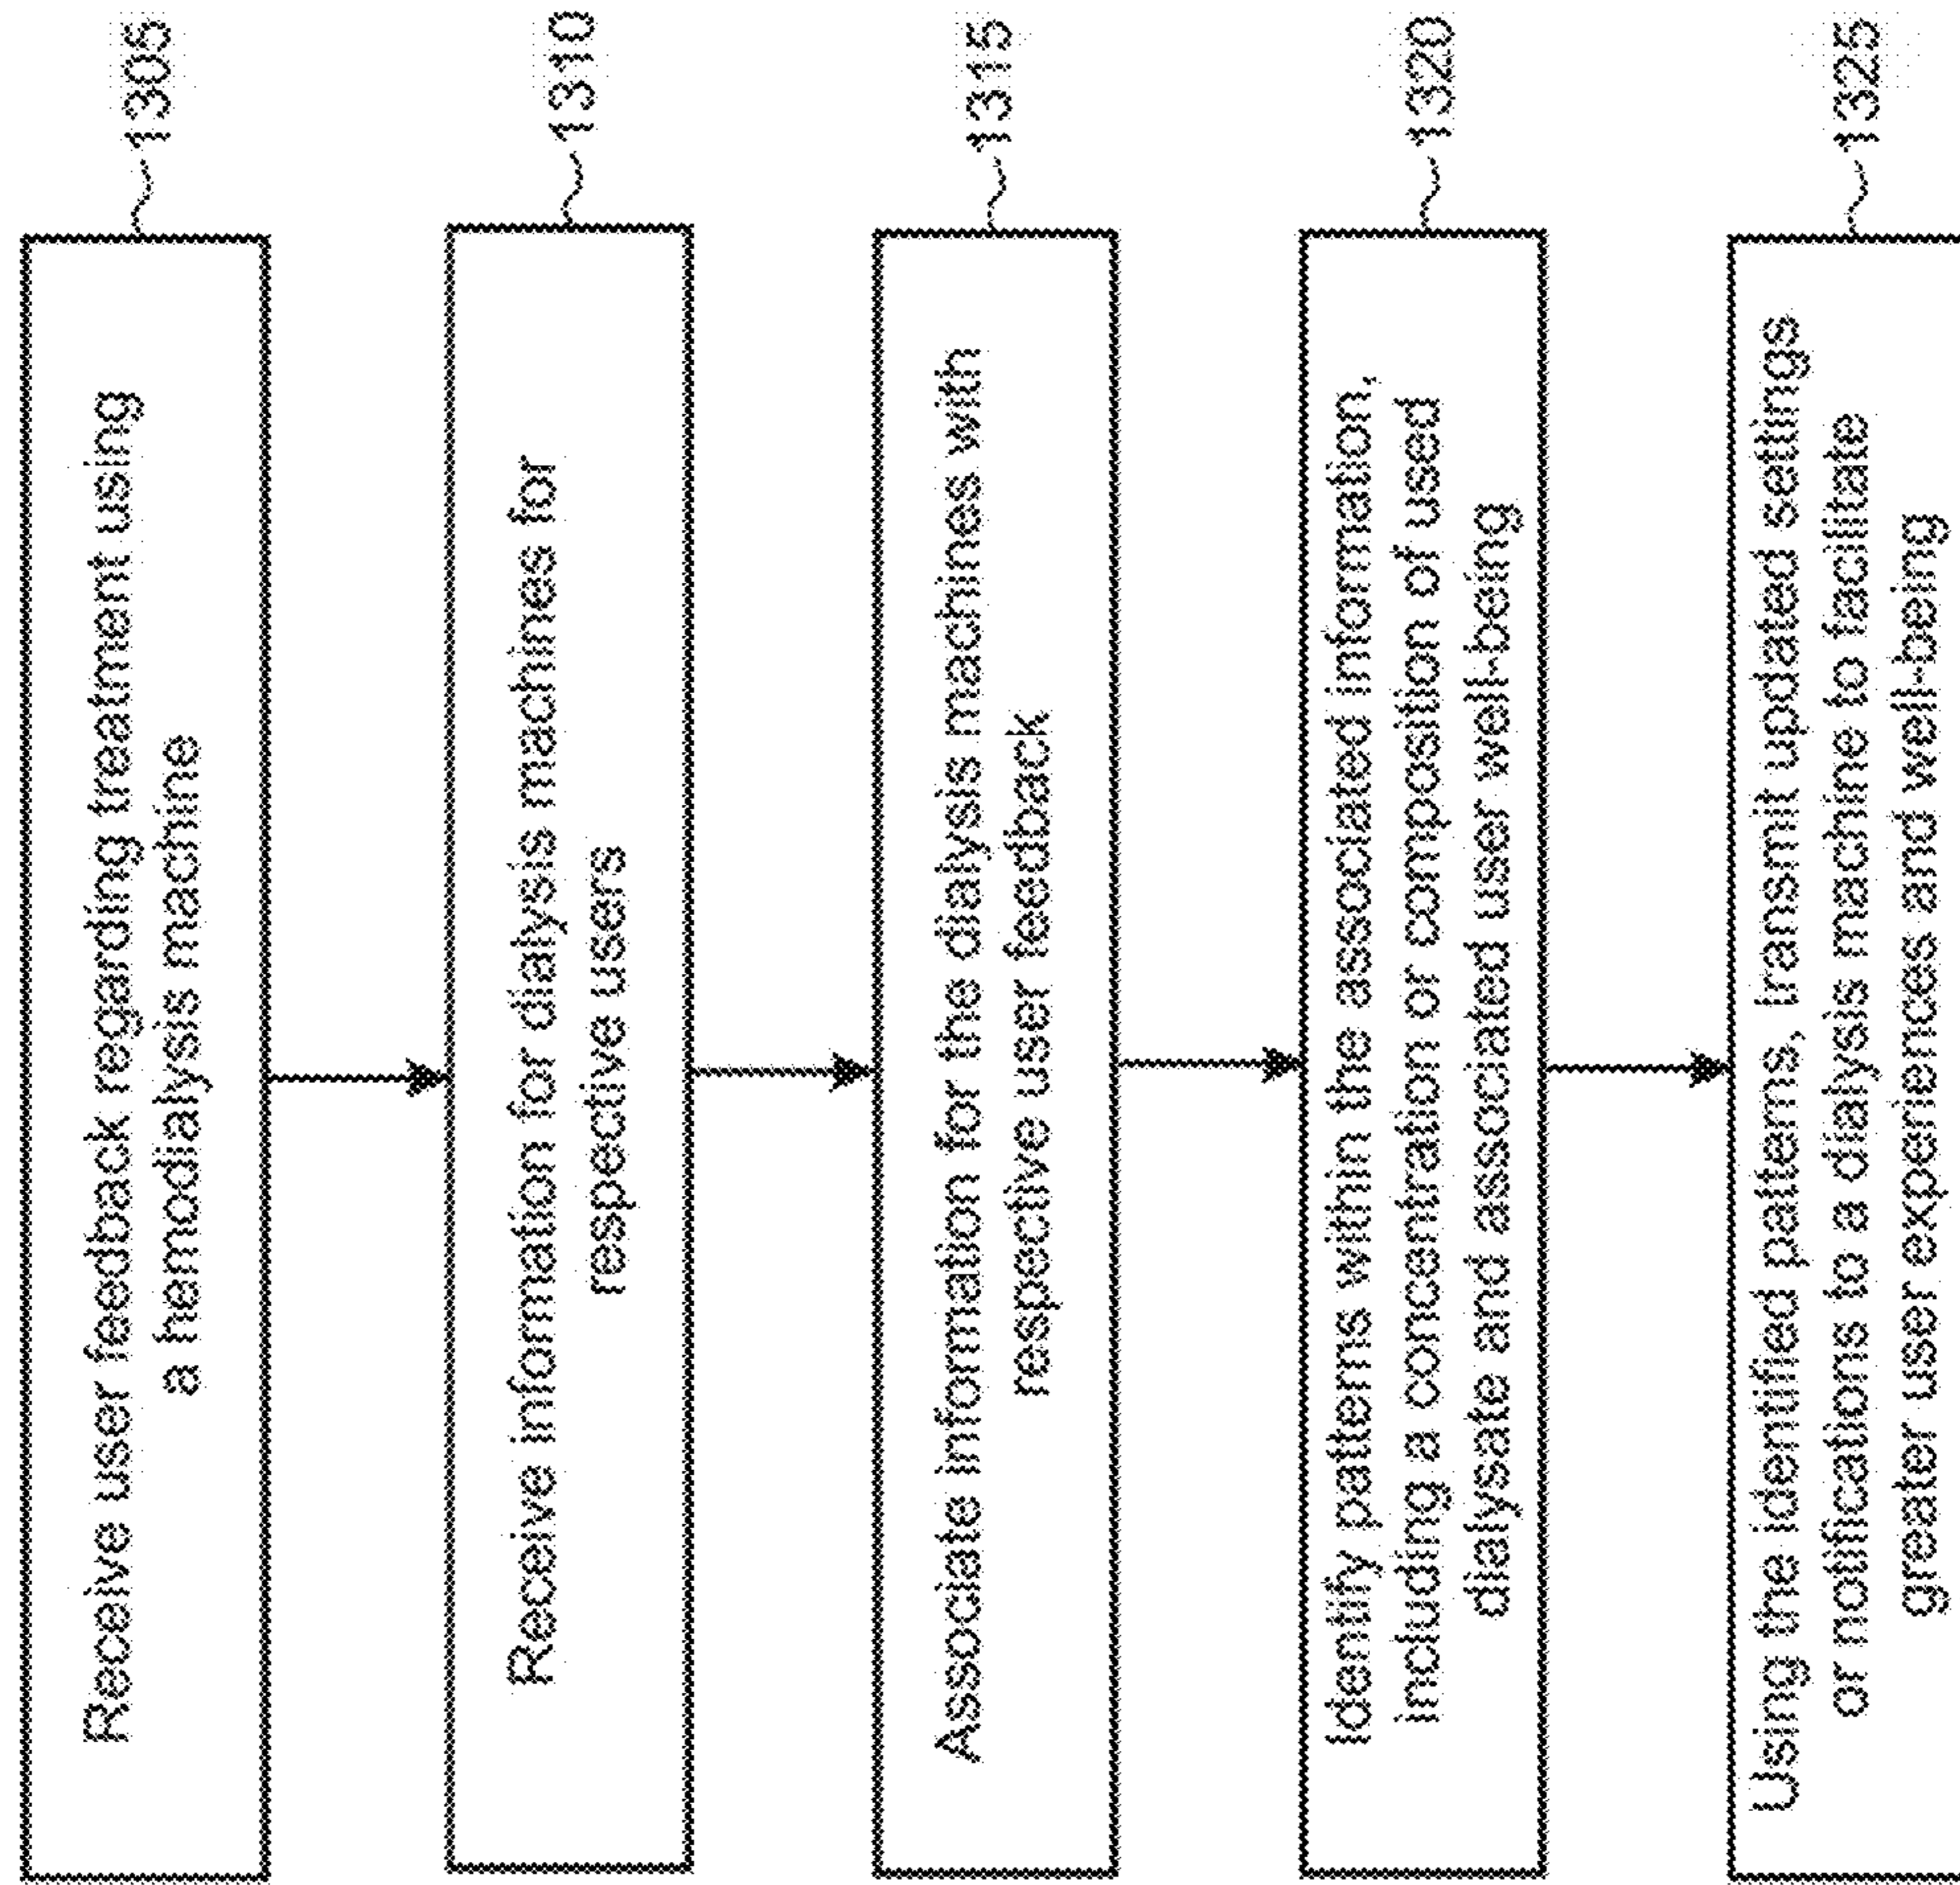 Receive user feedback regarding treatment using
a hemodialysis machine
1305
Receive information for dialysis machines for
respective users
1310
Associate information for the dialysis machines with
respective user feedback
1315
Identify patterns within the associated information,
including a concentration or composition of used
dialysate and associated user well-being
1320
Using the identified patterns, transmit updated settings
or notifications to a dialysis machine to facilitate
greater user experiences and well-being
1325